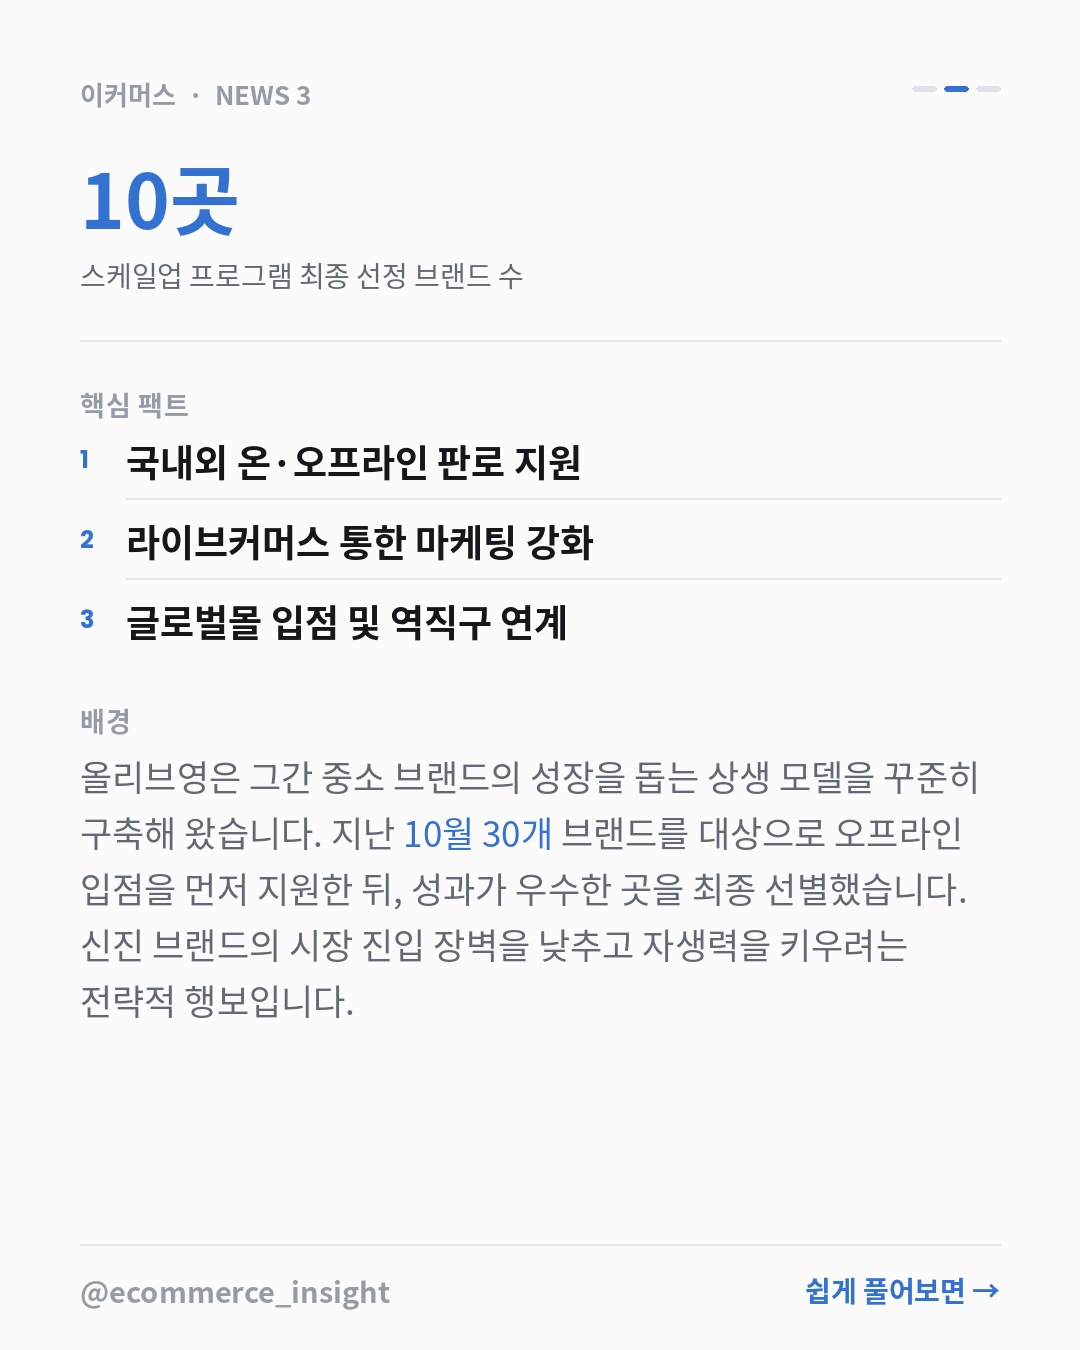 이커머스 · NEWS 3
10곳
스케일업 프로그램 최종 선정 브랜드 수
핵심 팩트
1 국내외 온·오프라인 판로 지원
2 라이브커머스 통한 마케팅 강화
3 글로벌몰 입점 및 역직구 연계
배경
올리브영은 그간 중소 브랜드의 성장을 돕는 상생 모델을 꾸준히
구축해 왔습니다. 지난 10월 30개 브랜드를 대상으로 오프라인
입점을 먼저 지원한 뒤, 성과가 우수한 곳을 최종 선별했습니다.
신진 브랜드의 시장 진입 장벽을 낮추고 자생력을 키우려는
전략적 행보입니다.
@ecommerce_insight
쉽게 풀어보면 →